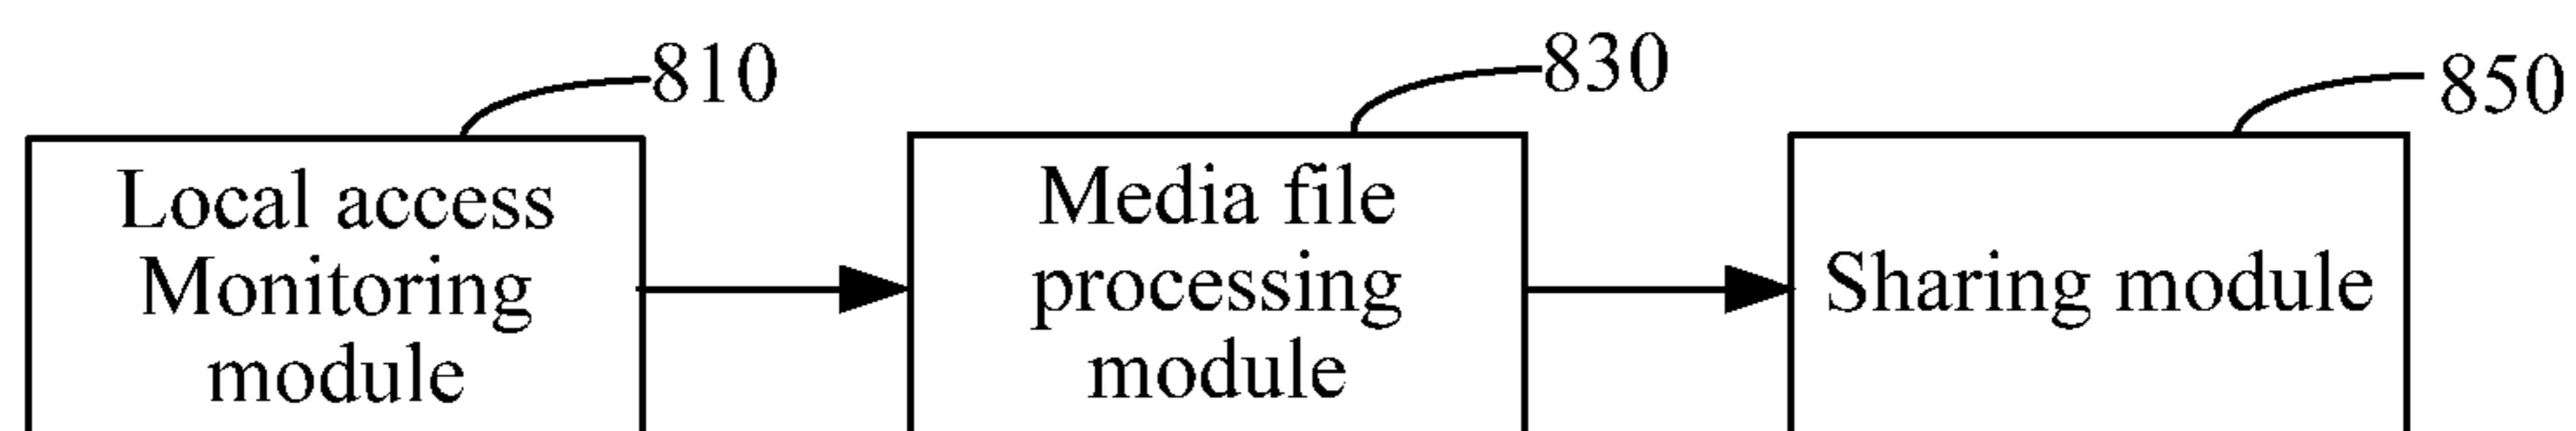 810
830
850
Local access
Monitoring
module
Media file
processing
module
Sharing module